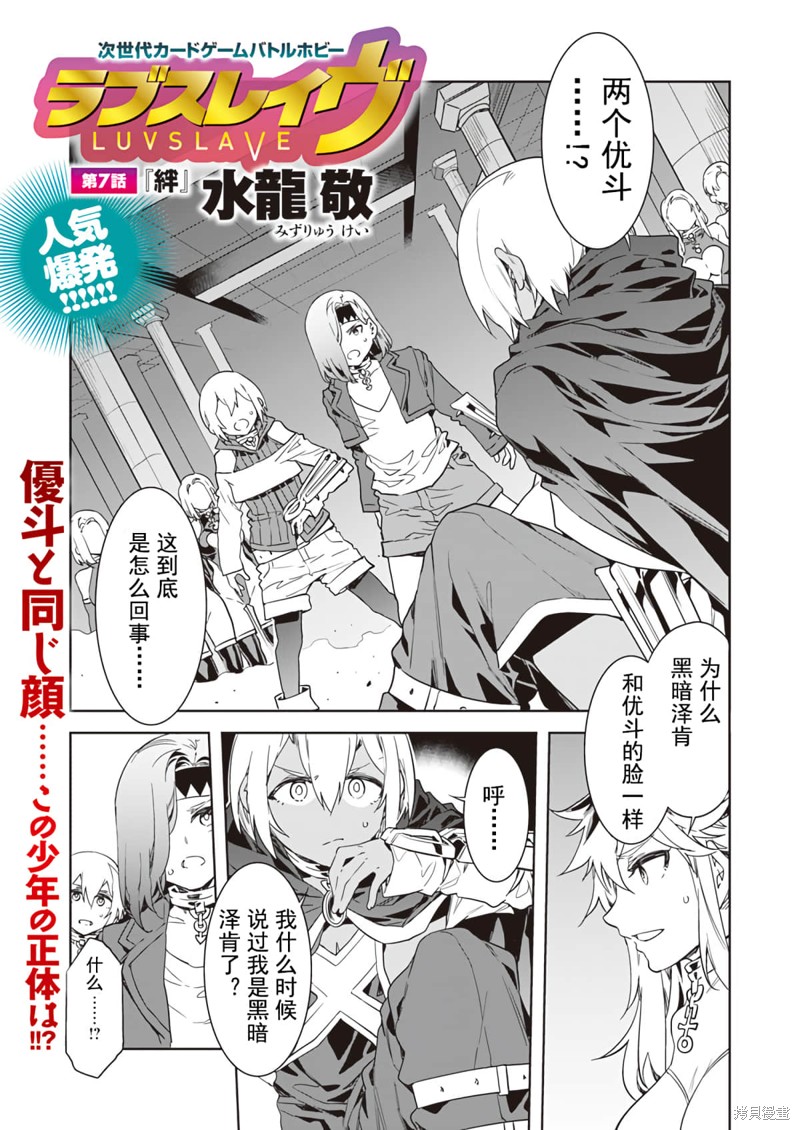 次世代カードゲームバトルホビー
ラブスレイヴ
LUVSLAVE
第7話
『絆』
水龍 敬
みずりゅう けい
人気
爆発
!!!!!!
两个优斗
……!?
这到底
是怎么回事……
优斗と同じ顔……この少年の正体は!!?
为什么
黑暗泽肯
和优斗的脸一样
呼……
我什么时候
说过我是黑暗
泽肯了?
什么……!?
拷貝漫畫